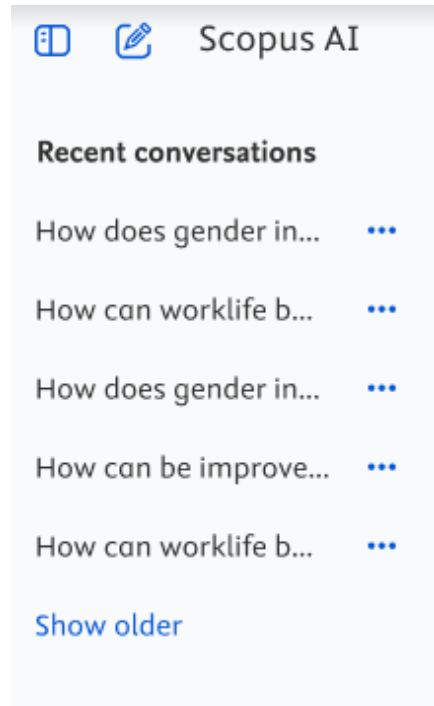 Scopus AI
Recent conversations
How does gender in...
How can worklife b...
How does gender in...
How can be improve...
How can worklife b...
Show older